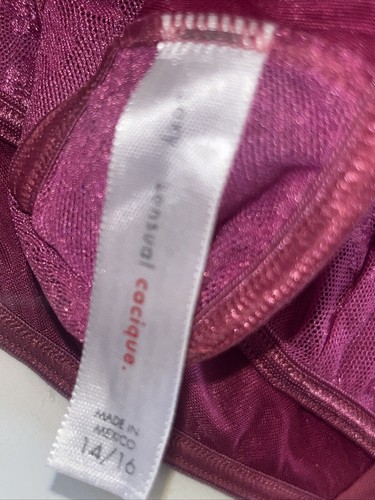 sensual cacique.
MADE IN
MEXICO
14/16